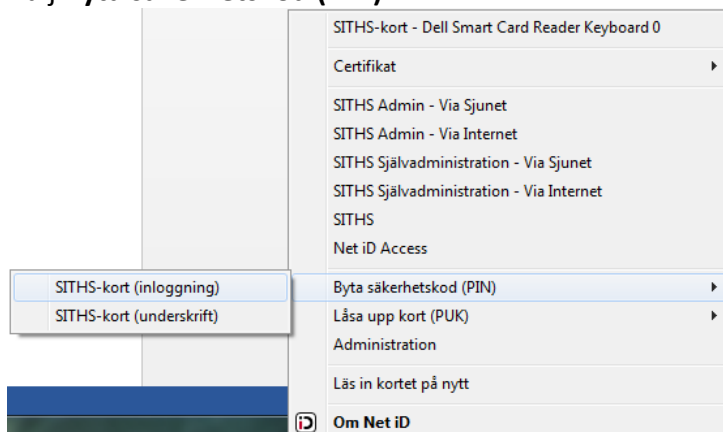 SITHS-kort - Dell Smart Card Reader Keyboard 0
Certifikat
SITHS Admin - Via Sjunet
SITHS Admin - Via Internet
SITHS Självadministration - Via Sjunet
SITHS Självadministration - Via Internet
SITHS
Net iD Access
Byta säkerhetskod (PIN)
SITHS-kort (inloggning)
SITHS-kort (underskrift)
Låsa upp kort (PUK)
Administration
Läs in kortet på nytt
Om Net iD